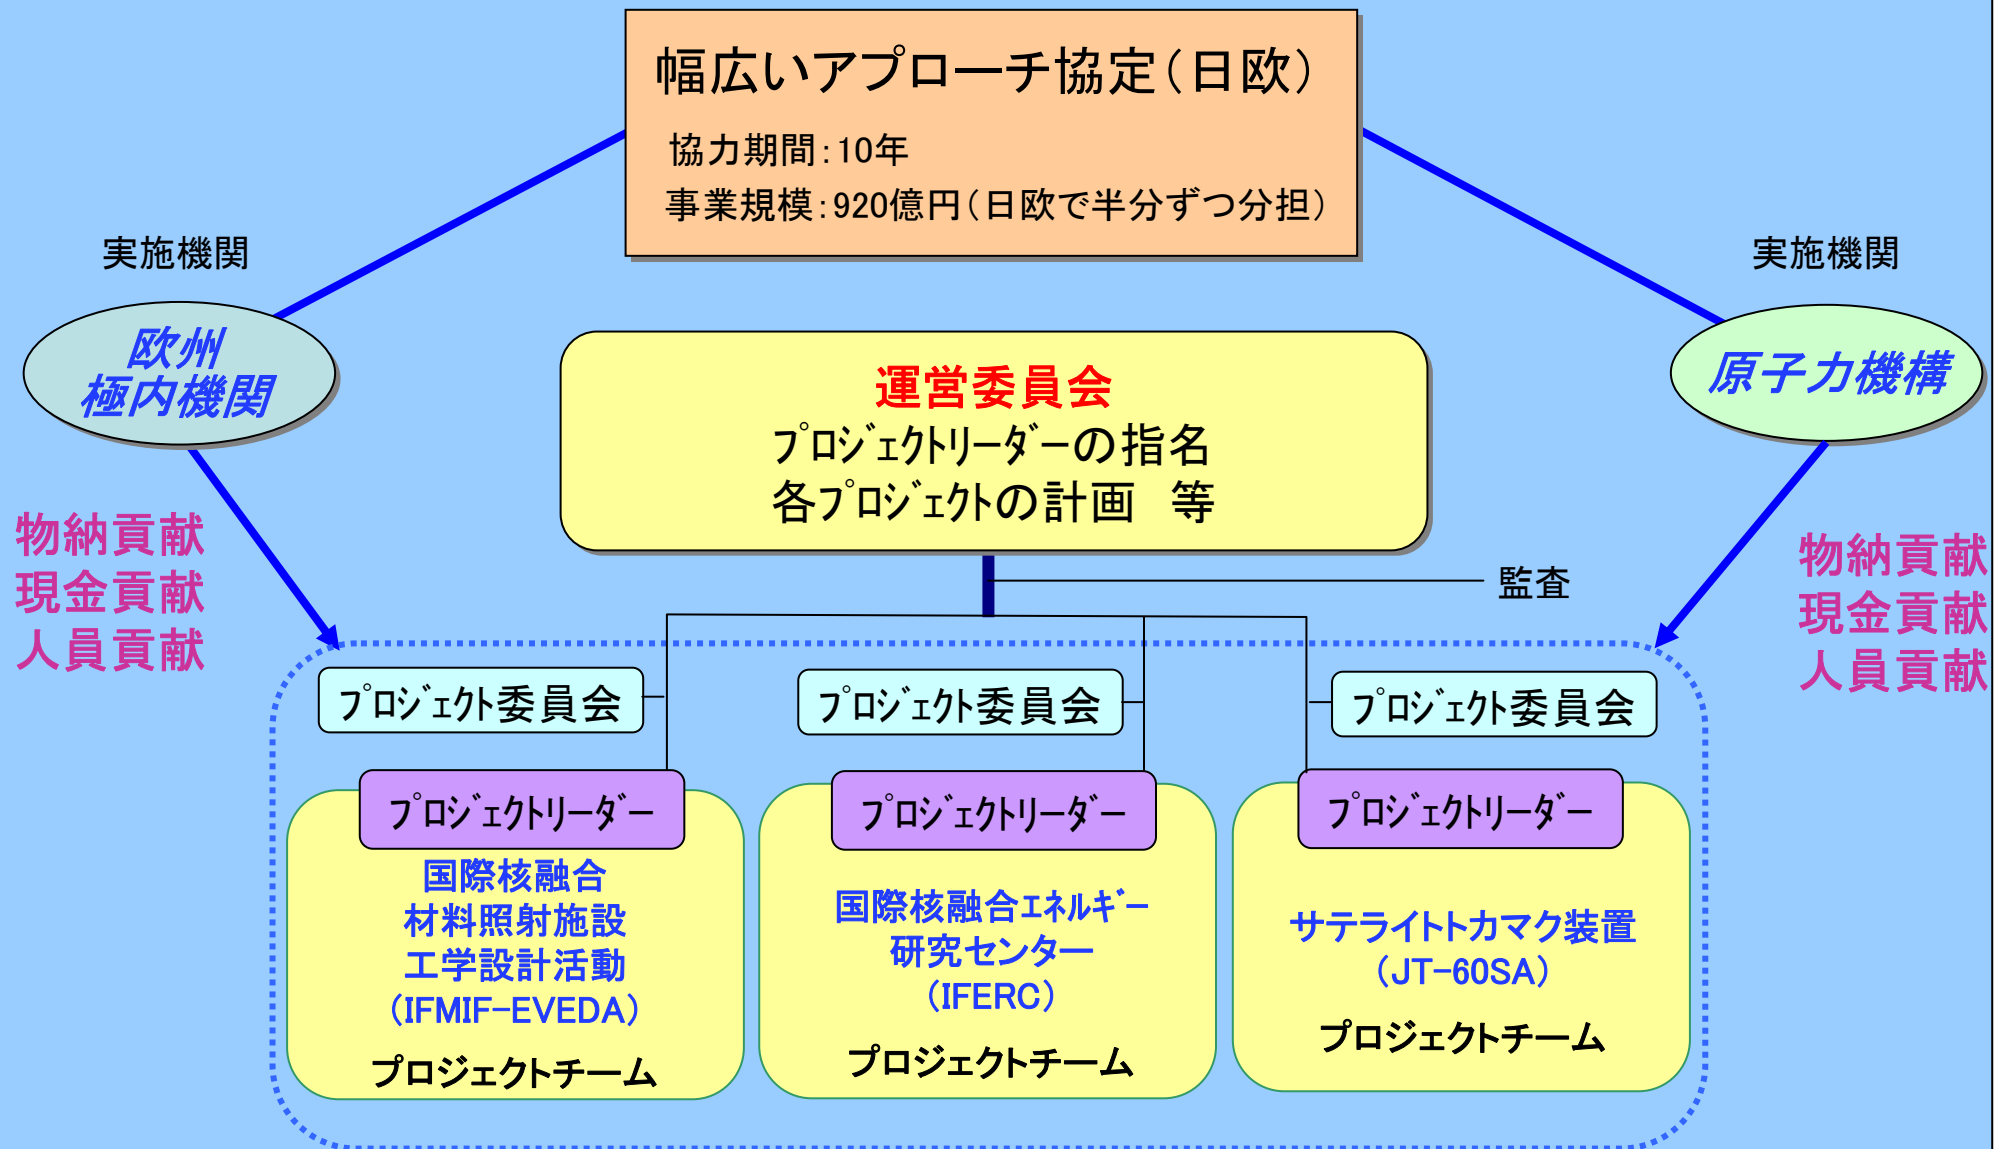 幅広いアプローチ協定（日欧）
協力期間：10年
事業規模：920億円（日欧で半分ずつ分担）
実施機関
実施機関
欧州
極内機関
原子力機構
運営委員会
ﾌﾟﾛｼﾞｪｸﾄﾘｰﾀﾞｰの指名
各ﾌﾟﾛｼﾞｪｸﾄの計画　等
物納貢献
現金貢献
人員貢献
物納貢献
現金貢献
人員貢献
監査
ﾌﾟﾛｼﾞｪｸﾄ委員会
ﾌﾟﾛｼﾞｪｸﾄ委員会
ﾌﾟﾛｼﾞｪｸﾄ委員会
ﾌﾟﾛｼﾞｪｸﾄﾘｰﾀﾞｰ
国際核融合
材料照射施設
工学設計活動
（IFMIF-EVEDA）
プロジェクトチーム
ﾌﾟﾛｼﾞｪｸﾄﾘｰﾀﾞｰ
国際核融合ｴﾈﾙｷﾞｰ
研究センター
（IFERC）
プロジェクトチーム
ﾌﾟﾛｼﾞｪｸﾄﾘｰﾀﾞｰ
サテライトトカマク装置
（JT-60SA）
プロジェクトチーム